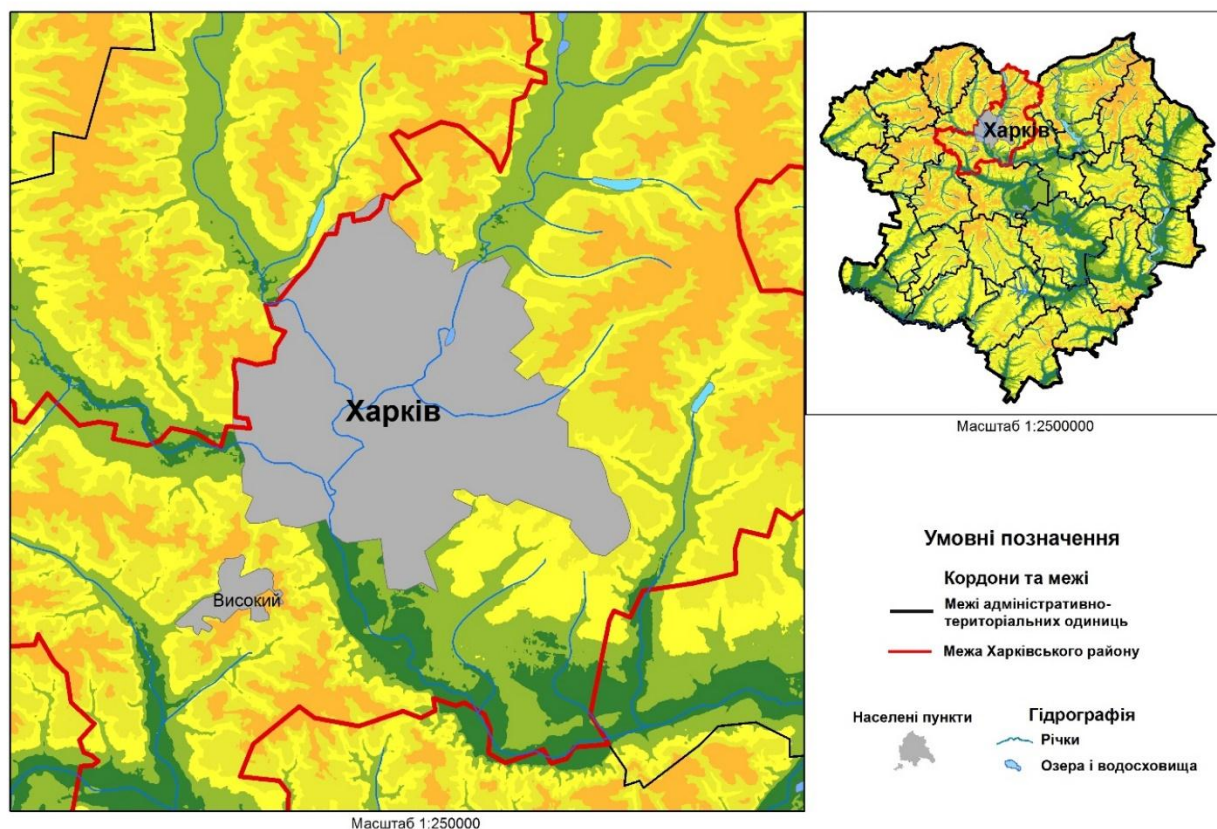 Харків
Високий
Масштаб 1:250000
Харків
Масштаб 1:2500000
Умовні позначення
Кордони та межі
Межі адміністративно-
територіальних одиниць
Межа Харківського району
Населені пункти
Гідрографія
Річки
Озера і водосховища